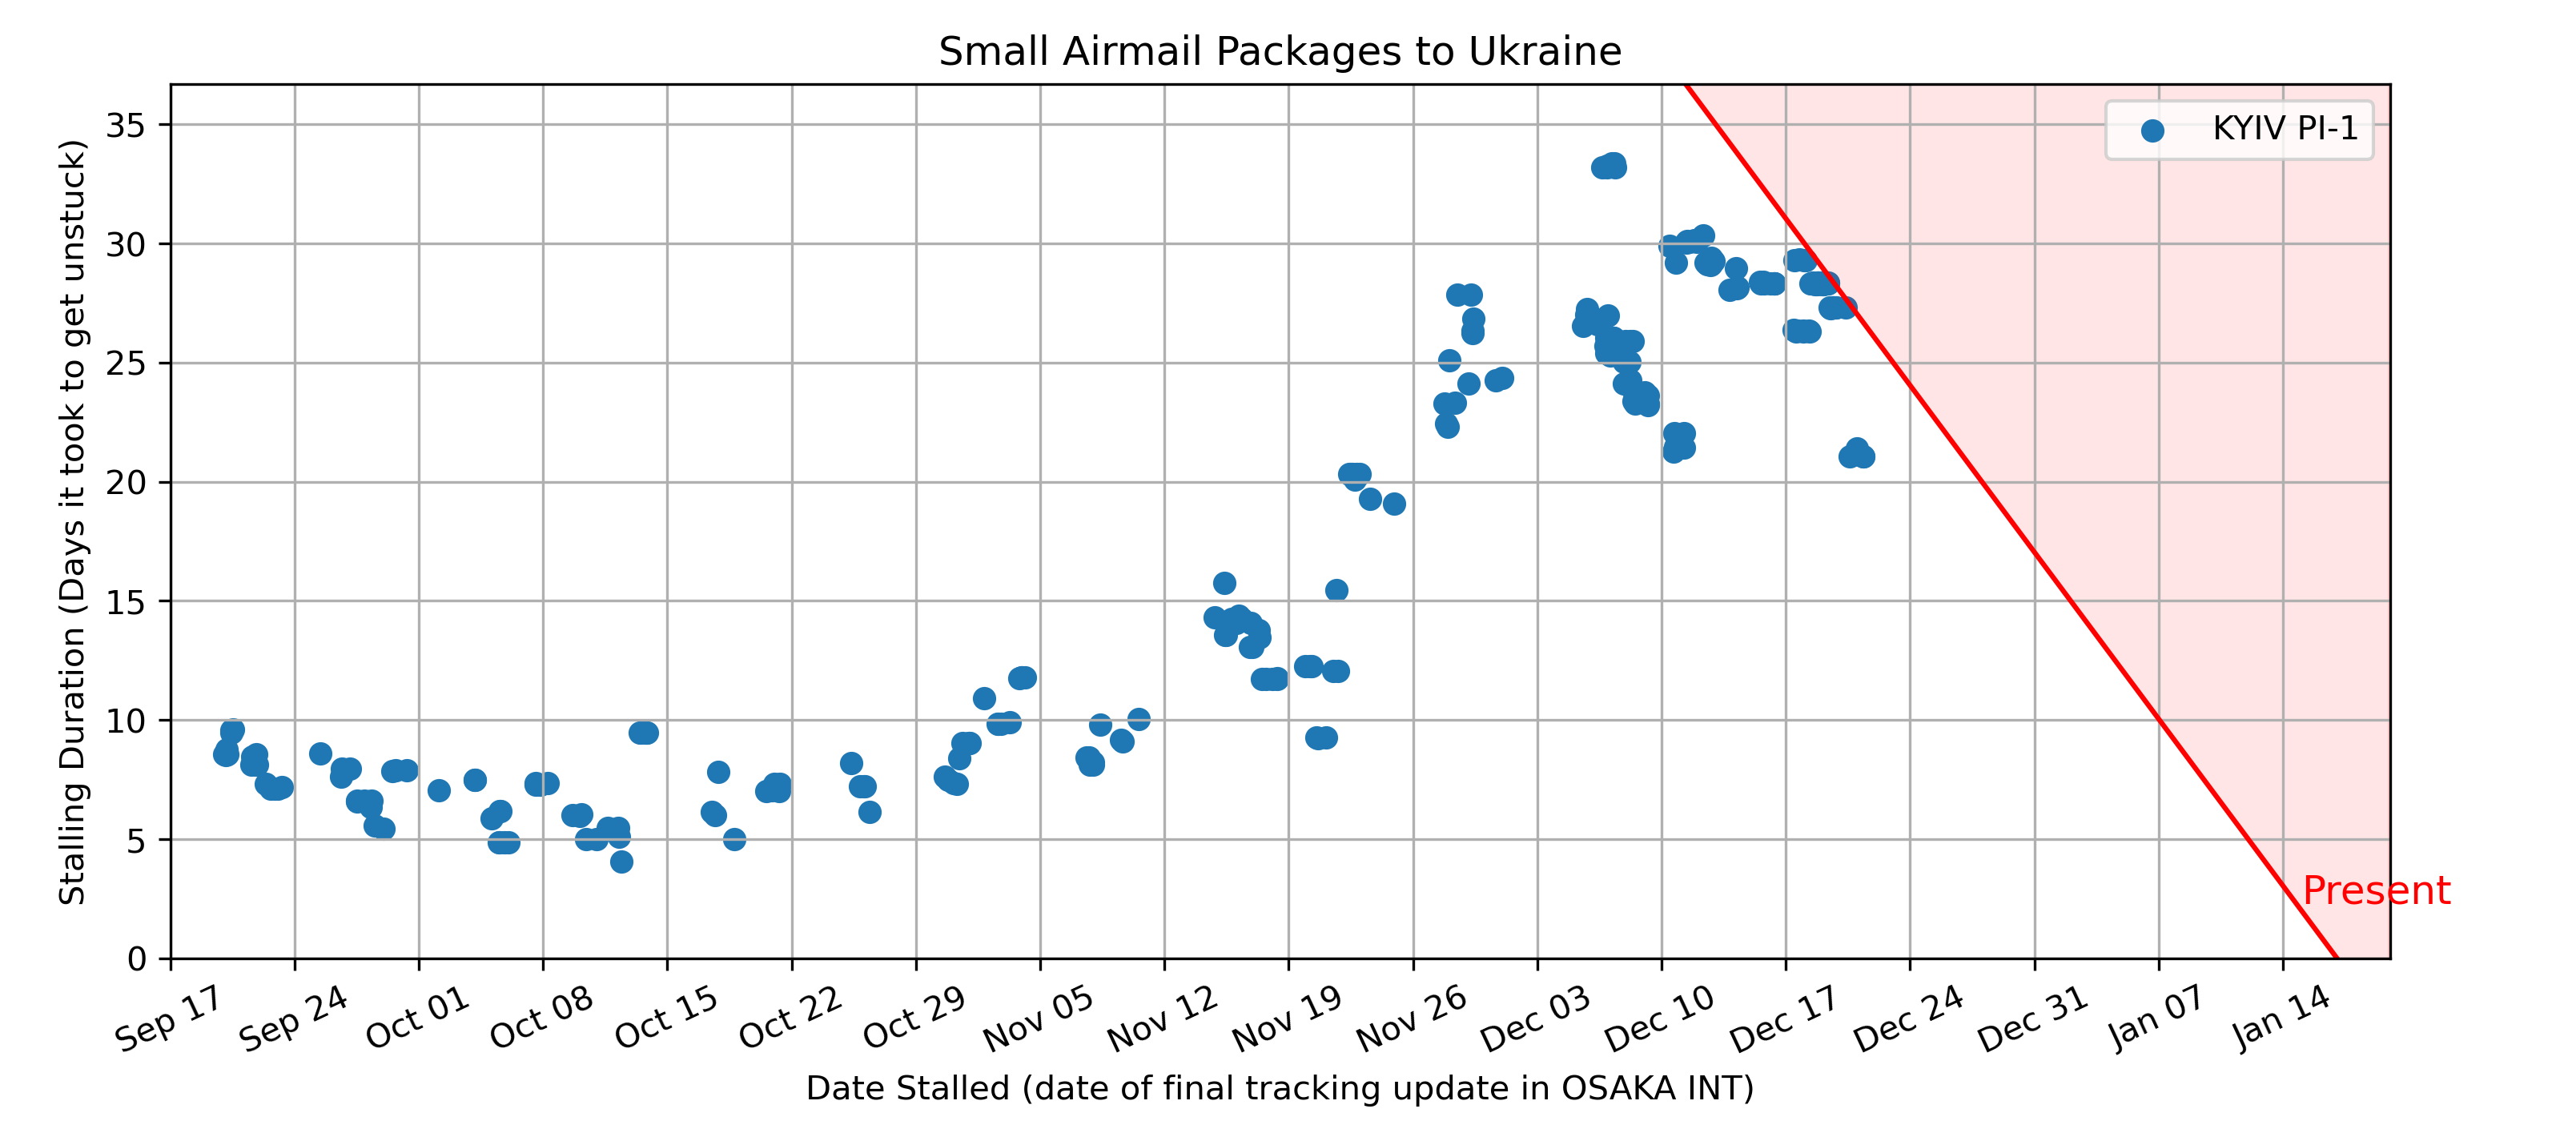 Small Airmail Packages to Ukraine
Stalling Duration (Days it took to get unstuck)
35
30
25
20
15
10
5
0
KYIV PI-1
Present
Sep 17
Sep 24
Oct 01
Oct 08
Oct 15
Oct 22
Oct 29
Nov 05
Nov 12
Nov 19
Nov 26
Dec 03
Dec 10
Dec 17
Dec 24
Dec 31
Jan 07
Jan 14
Date Stalled (date of final tracking update in OSAKA INT)